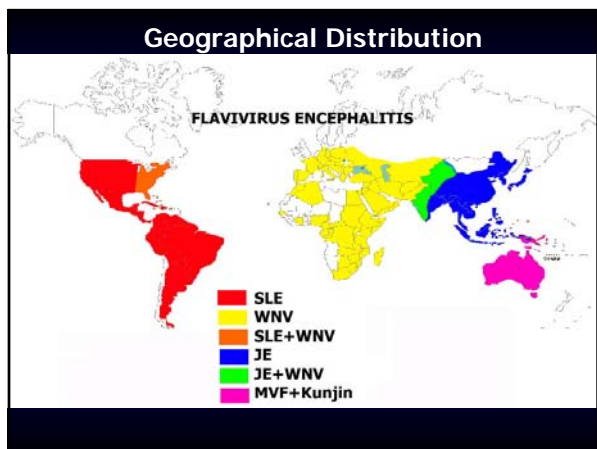 Geographical Distribution
FLAVIVIRUS ENCEPHALITIS
SLE
WNV
SLE+WNV
JE
JE+WNV
MVF+Kunjin